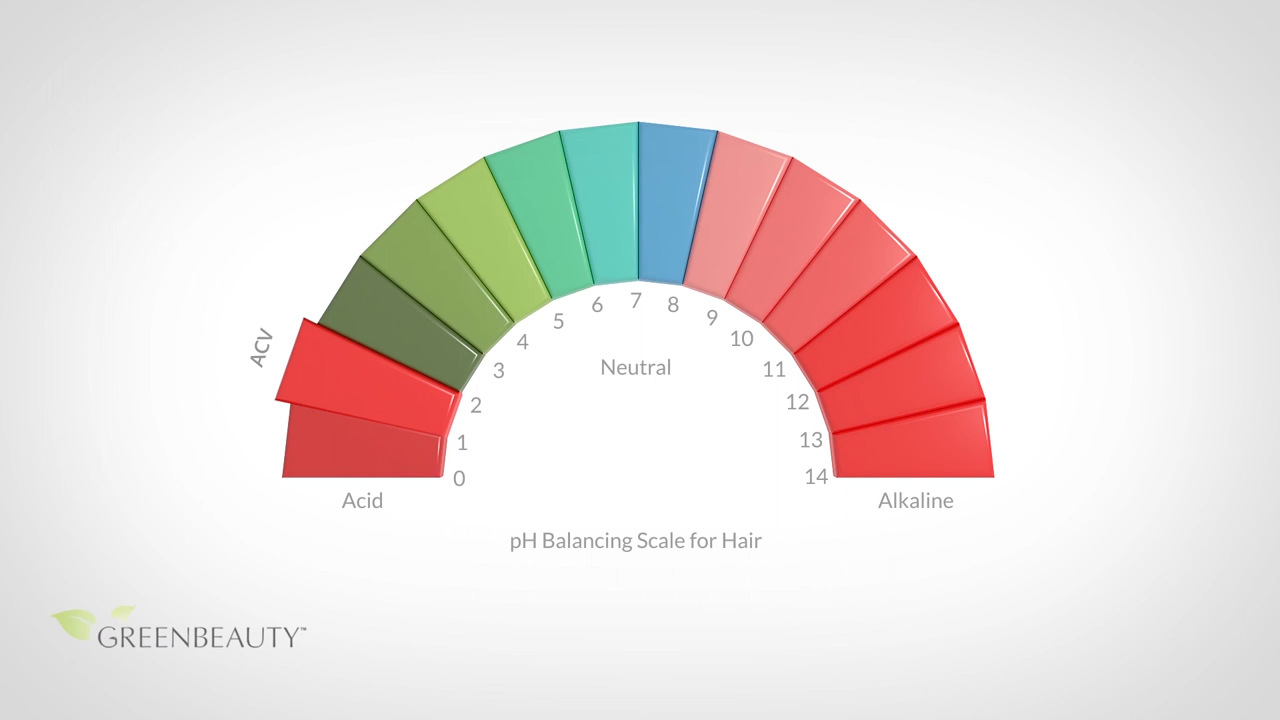 ACV
0
1
2
3
4
5
6
7
8
9
10
11
12
13
14
Neutral
Acid
Alkaline
pH Balancing Scale for Hair
GREENBEAUTY™